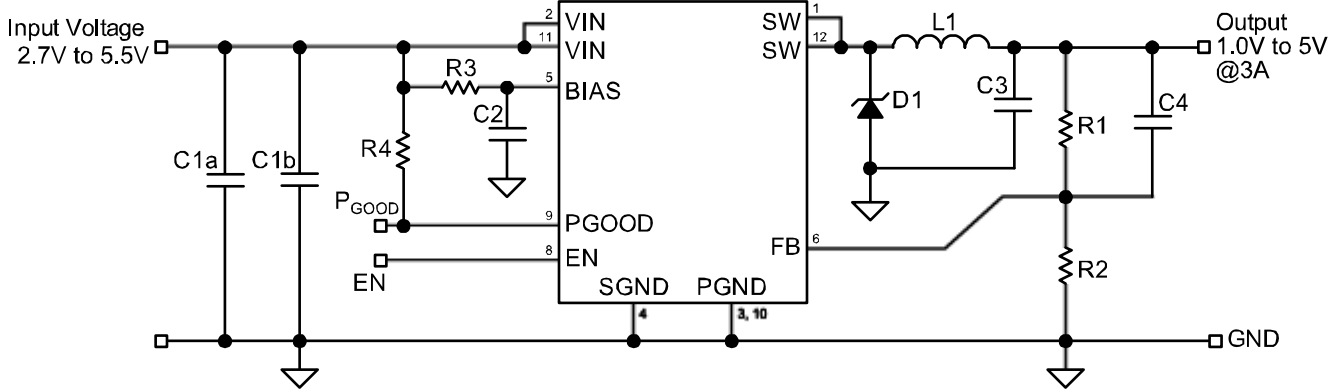 Input Voltage
2.7V to 5.5V
2
VIN
11
VIN
5
BIAS
9
PGOOD
8
EN
SGND
4
PGND
3, 10
1
SW
12
SW
6
FB
R3
C2
R4
C1a
C1b
PGOOD
EN
L1
D1
C3
R1
C4
R2
Output
1.0V to 5V
@3A
GND